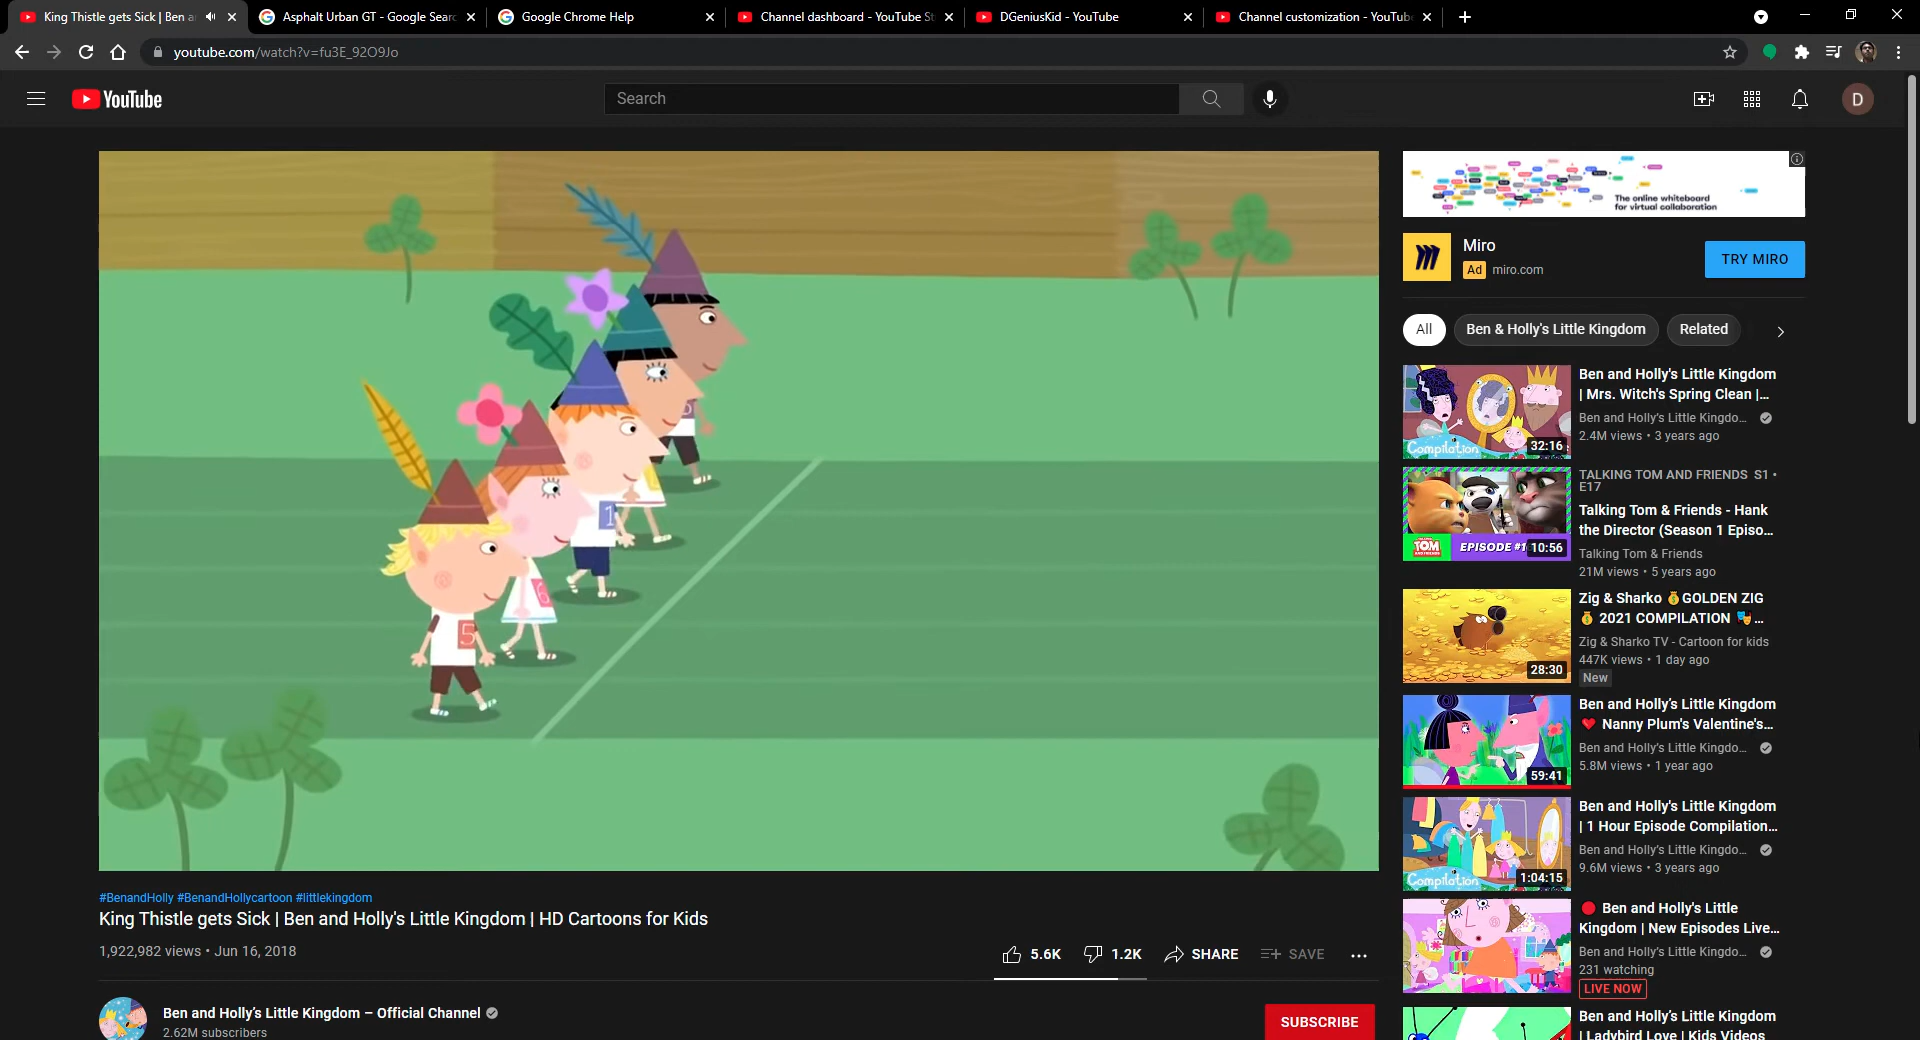 King Thistle gets Sick | Ben a
Asphalt Urban GT - Google Sear
Google Chrome Help
Channel dashboard - YouTube S
DGeniusKid - YouTube
Channel customization - YouTub
youtube.com/watch?v=fu3E_92O9Jo
YouTube
Search
D
The online whiteboard
for virtual collaboration
Miro
Ad miro.com
TRY MIRO
All
Ben & Holly's Little Kingdom
Related
1
5
6
Compilation
32:16
Ben and Holly's Little Kingdom
| Mrs. Witch's Spring Clean |...
Ben and Holly's Little Kingdo...
2.4M views • 3 years ago
TOM
EPISODE #1
10:56
TALKING TOM AND FRIENDS S1 •
E17
Talking Tom & Friends - Hank
the Director (Season 1 Episo...
Talking Tom & Friends
21M views • 5 years ago
28:30
Zig & Sharko 💰GOLDEN ZIG
💰 2021 COMPILATION 🎭...
Zig & Sharko TV - Cartoon for kids
447K views • 1 day ago
New
59:41
Ben and Holly's Little Kingdom
❤️ Nanny Plum's Valentine's...
Ben and Holly's Little Kingdo...
5.8M views • 1 year ago
Compilation
1:04:15
Ben and Holly's Little Kingdom
| 1 Hour Episode Compilation...
Ben and Holly's Little Kingdo...
9.6M views • 3 years ago
🔴 Ben and Holly's Little
Kingdom | New Episodes Live...
Ben and Holly's Little Kingdo...
231 watching
LIVE NOW
Ben and Holly's Little Kingdom
| Ladybird Love | Kids Videos
#BenandHolly #BenandHollycartoon #littlekingdom
King Thistle gets Sick | Ben and Holly's Little Kingdom | HD Cartoons for Kids
1,922,982 views • Jun 16, 2018
5.6K
1.2K
SHARE
SAVE
Ben and Holly's Little Kingdom – Official Channel
2.62M subscribers
SUBSCRIBE